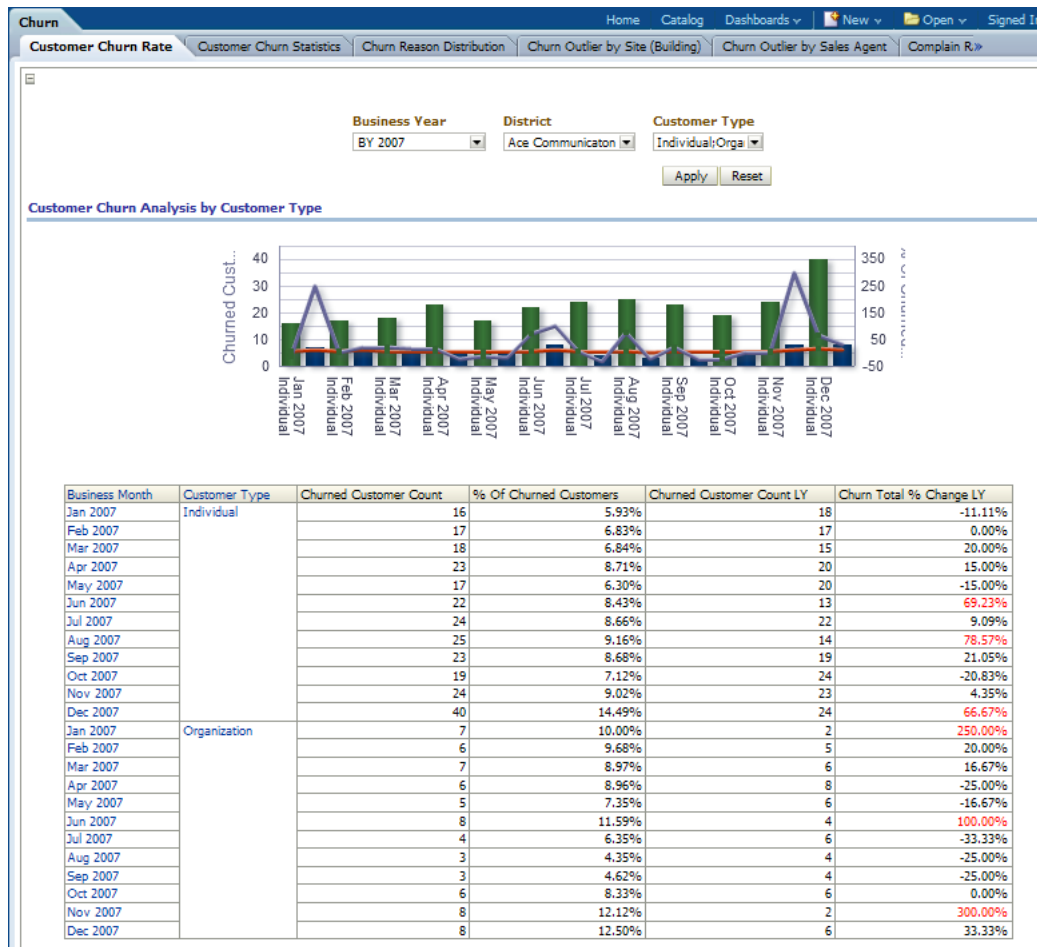 Churn
Home Catalog Dashboards New Open Signed In
Customer Churn Rate Customer Churn Statistics Churn Reason Distribution Churn Outlier by Site (Building) Churn Outlier by Sales Agent Complain R»
Business Year District Customer Type
BY 2007 Ace Communicaton Individual;Orga
Apply Reset
Customer Churn Analysis by Customer Type
Churned Cust...
40
30
20
10
0
350
250
150
50
-50
Jan 2007 Individual
Feb 2007 Individual
Mar 2007 Individual
Apr 2007 Individual
May 2007 Individual
Jun 2007 Individual
Jul 2007 Individual
Aug 2007 Individual
Sep 2007 Individual
Oct 2007 Individual
Nov 2007 Individual
Dec 2007 Individual
Business Month Customer Type Churned Customer Count % Of Churned Customers Churned Customer Count LY Churn Total % Change LY
Jan 2007 Individual 16 5.93% 18 -11.11%
Feb 2007 17 6.83% 17 0.00%
Mar 2007 18 6.84% 15 20.00%
Apr 2007 23 8.71% 20 15.00%
May 2007 17 6.30% 20 -15.00%
Jun 2007 22 8.43% 13 69.23%
Jul 2007 24 8.66% 22 9.09%
Aug 2007 25 9.16% 14 78.57%
Sep 2007 23 8.68% 19 21.05%
Oct 2007 19 7.12% 24 -20.83%
Nov 2007 24 9.02% 23 4.35%
Dec 2007 40 14.49% 24 66.67%
Jan 2007 Organization 7 10.00% 2 250.00%
Feb 2007 6 9.68% 5 20.00%
Mar 2007 7 8.97% 6 16.67%
Apr 2007 6 8.96% 8 -25.00%
May 2007 5 7.35% 6 -16.67%
Jun 2007 8 11.59% 4 100.00%
Jul 2007 4 6.35% 6 -33.33%
Aug 2007 3 4.35% 4 -25.00%
Sep 2007 3 4.62% 4 -25.00%
Oct 2007 6 8.33% 6 0.00%
Nov 2007 8 12.12% 2 300.00%
Dec 2007 8 12.50% 6 33.33%